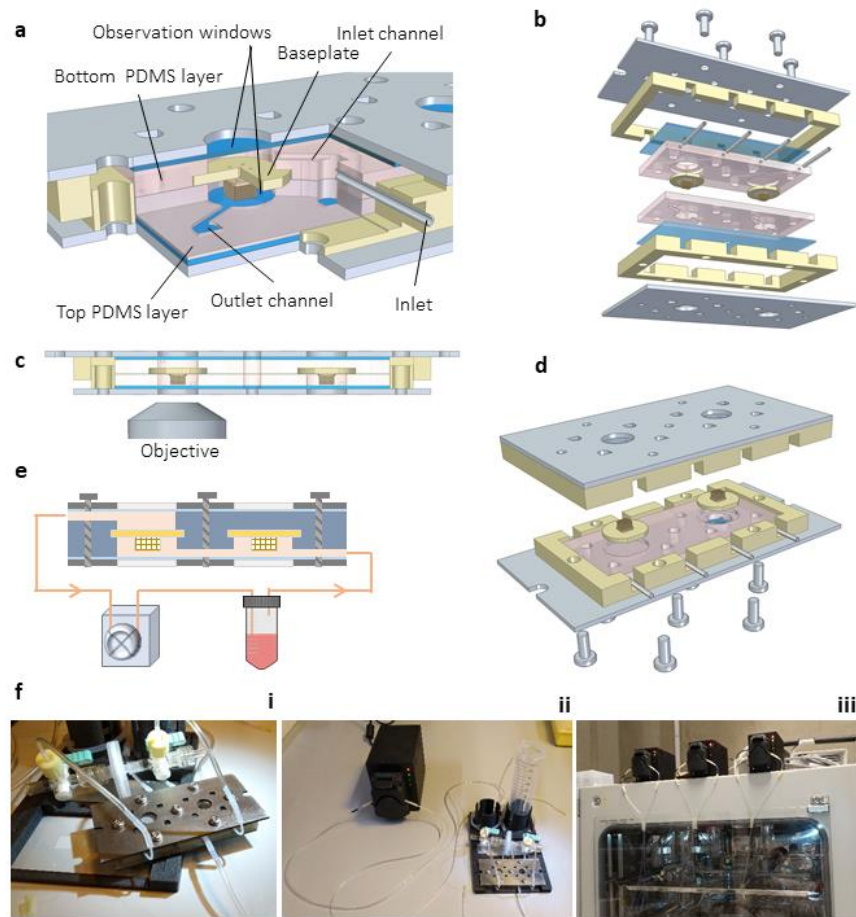 a
Observation windows
Baseplate
Inlet channel
Bottom PDMS layer
Top PDMS layer
Outlet channel
Inlet
b
c
Objective
d
e
f
i
ii
iii